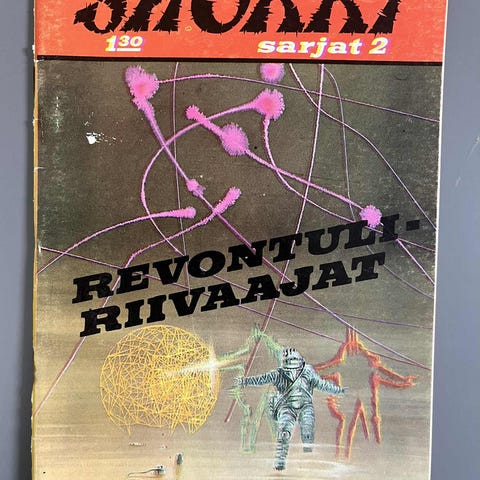 SHOKKI
1 30
sarjat 2
REVONTULI-
RIIVAAJAT